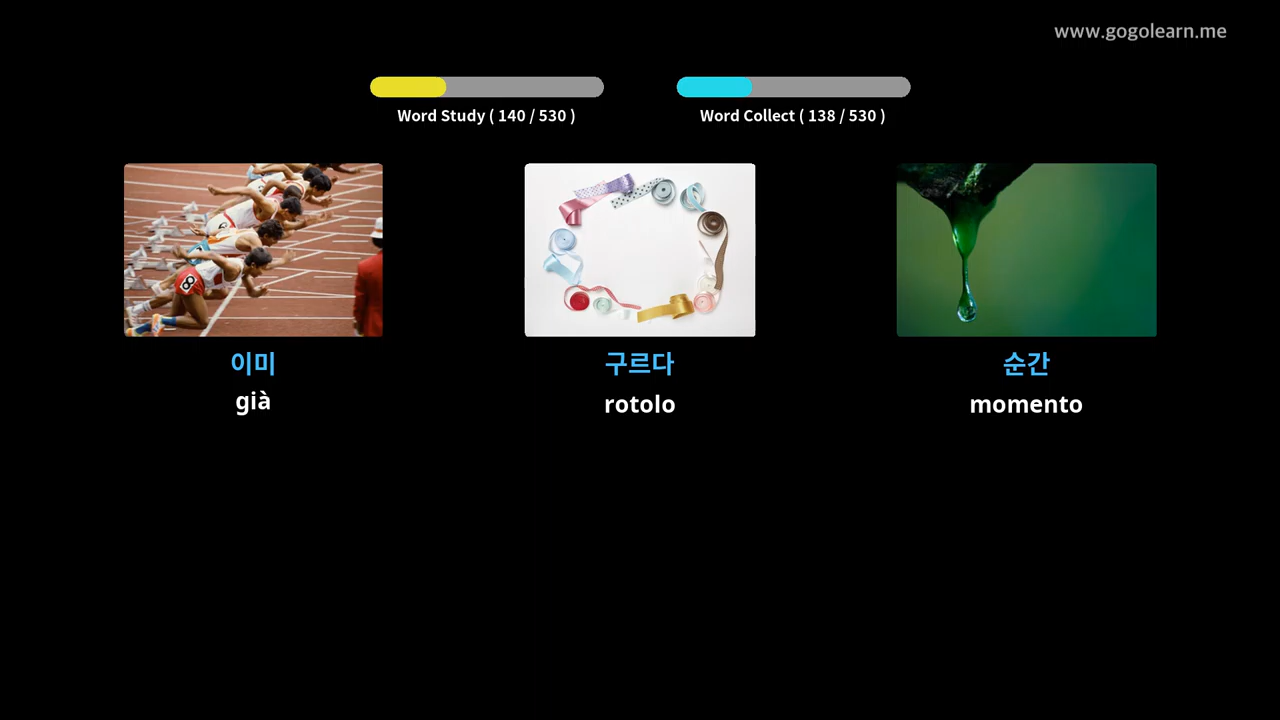 www.gogolearn.me
Word Study ( 140 / 530 )
Word Collect ( 138 / 530 )
이미
già
구르다
rotolo
순간
momento